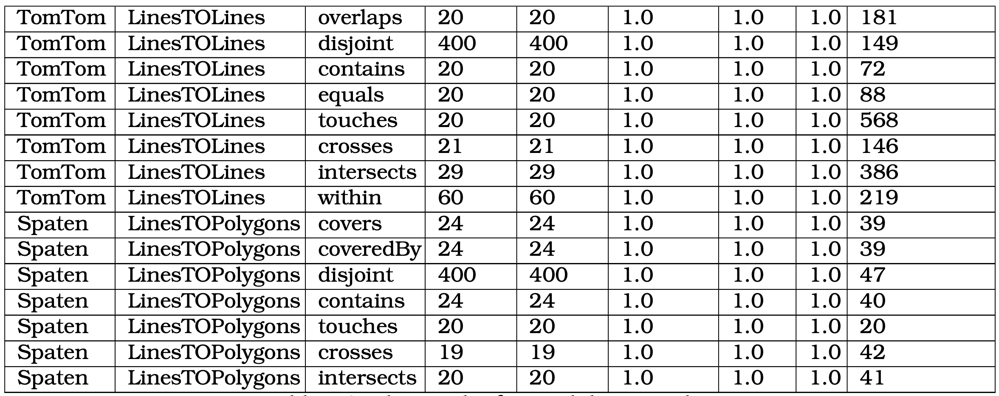 TomTom LinesTOLines overlaps 20 20 1.0 1.0 1.0 181
TomTom LinesTOLines disjoint 400 400 1.0 1.0 1.0 149
TomTom LinesTOLines contains 20 20 1.0 1.0 1.0 72
TomTom LinesTOLines equals 20 20 1.0 1.0 1.0 88
TomTom LinesTOLines touches 20 20 1.0 1.0 1.0 568
TomTom LinesTOLines crosses 21 21 1.0 1.0 1.0 146
TomTom LinesTOLines intersects 29 29 1.0 1.0 1.0 386
TomTom LinesTOLines within 60 60 1.0 1.0 1.0 219
Spaten LinesTOPolygons covers 24 24 1.0 1.0 1.0 39
Spaten LinesTOPolygons coveredBy 24 24 1.0 1.0 1.0 39
Spaten LinesTOPolygons disjoint 400 400 1.0 1.0 1.0 47
Spaten LinesTOPolygons contains 24 24 1.0 1.0 1.0 40
Spaten LinesTOPolygons touches 20 20 1.0 1.0 1.0 20
Spaten LinesTOPolygons crosses 19 19 1.0 1.0 1.0 42
Spaten LinesTOPolygons intersects 20 20 1.0 1.0 1.0 41